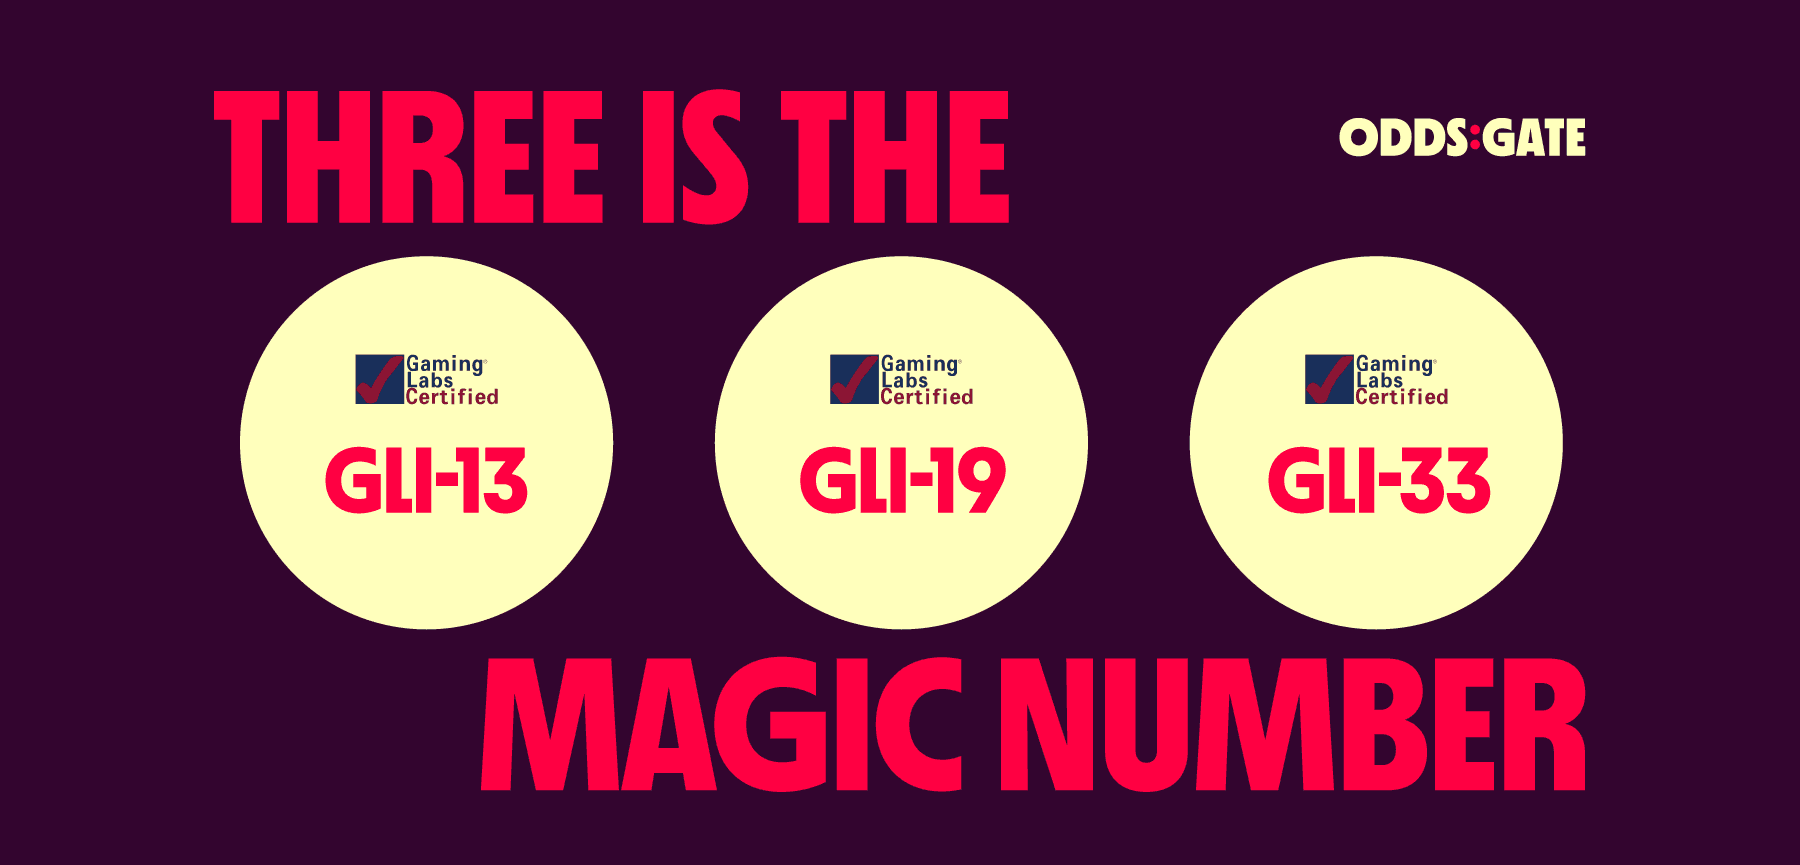 THREE IS THE
ODDS:GATE
Gaming®
Labs
Certified
GLI-13
Gaming®
Labs
Certified
GLI-19
Gaming®
Labs
Certified
GLI-33
MAGIC NUMBER